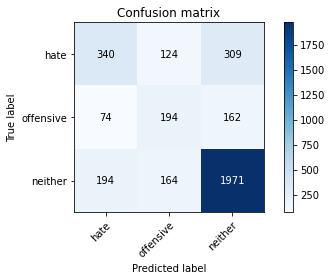 Confusion matrix
True label
hate 340 124 309
offensive 74 194 162
neither 194 164 1971
hate offensive neither
Predicted label
1750
1500
1250
1000
750
500
250